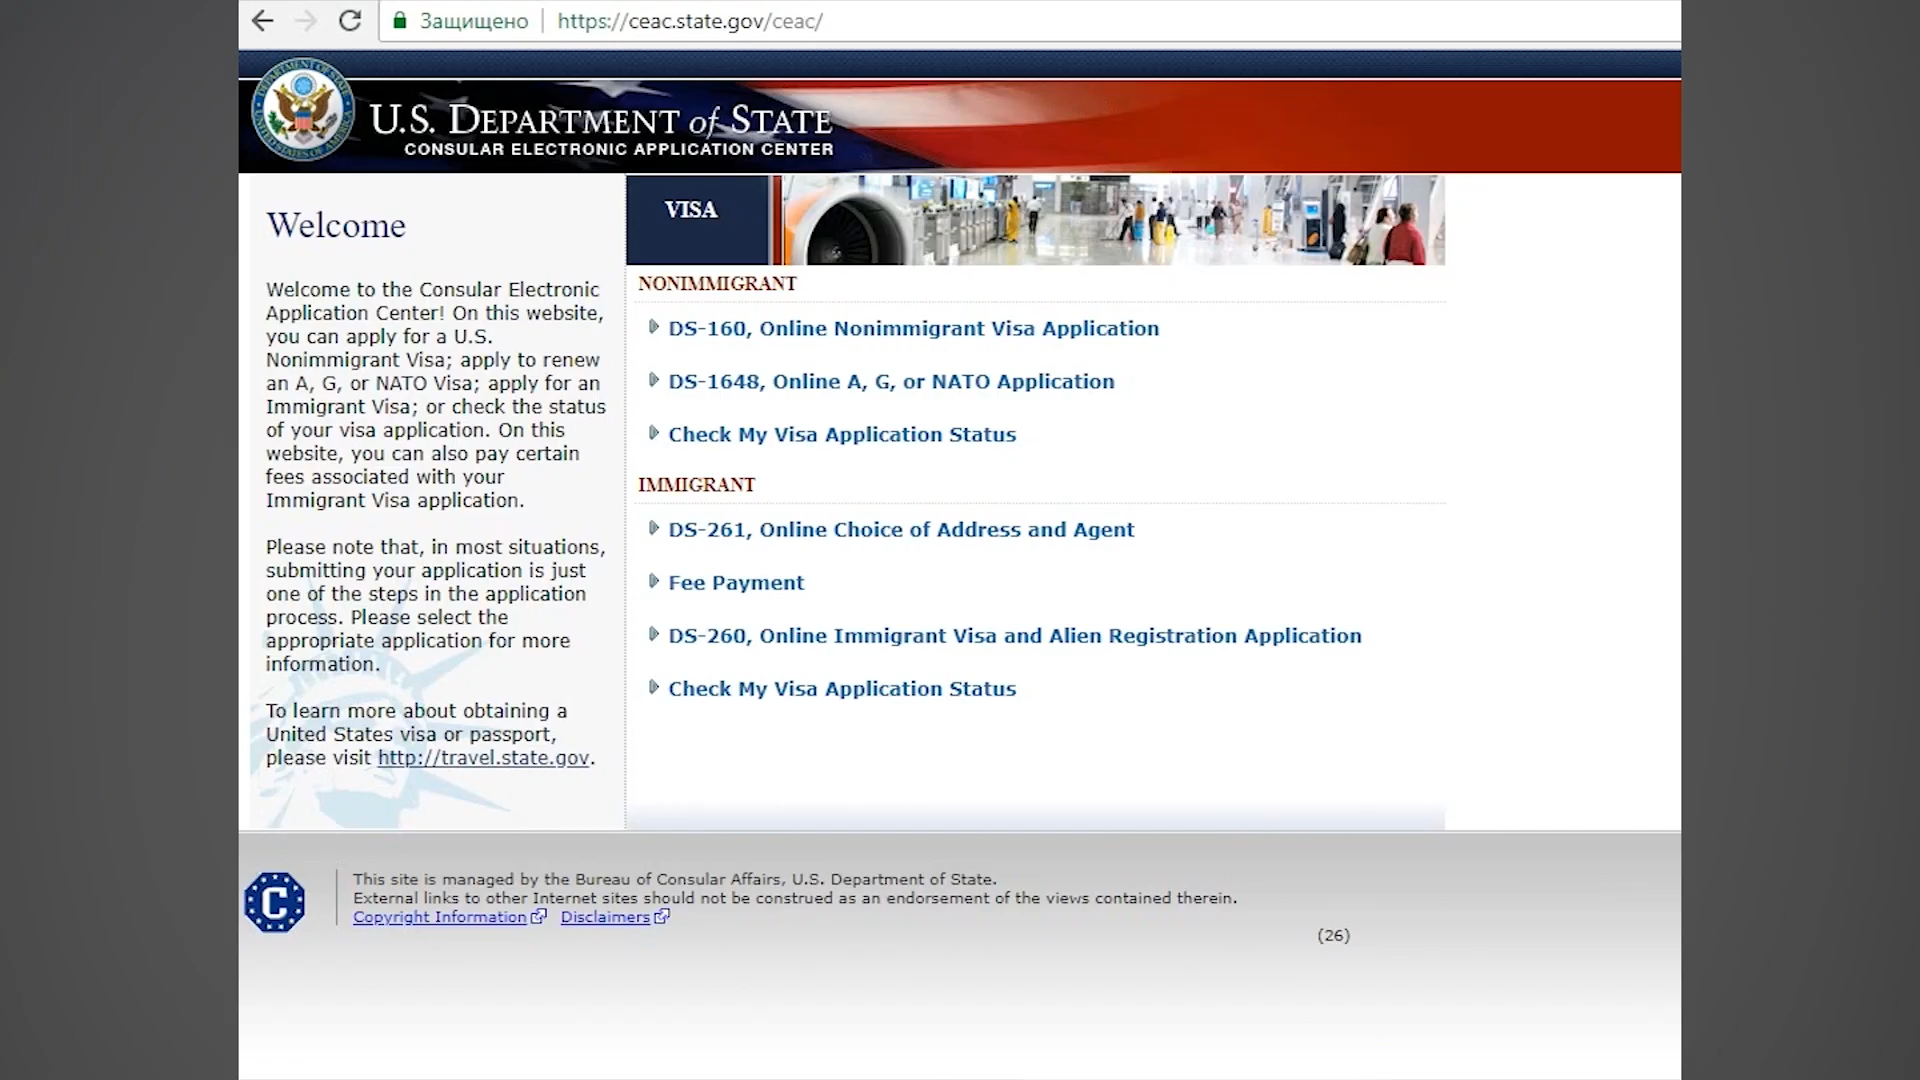 Защищено https://ceac.state.gov/ceac/
U.S. DEPARTMENT of STATE
CONSULAR ELECTRONIC APPLICATION CENTER
Welcome
Welcome to the Consular Electronic
Application Center! On this website,
you can apply for a U.S.
Nonimmigrant Visa; apply to renew
an A, G, or NATO Visa; apply for an
Immigrant Visa; or check the status
of your visa application. On this
website, you can also pay certain
fees associated with your
Immigrant Visa application.
Please note that, in most situations,
submitting your application is just
one of the steps in the application
process. Please select the
appropriate application for more
information.
To learn more about obtaining a
United States visa or passport,
please visit http://travel.state.gov.
VISA
NONIMMIGRANT
DS-160, Online Nonimmigrant Visa Application
DS-1648, Online A, G, or NATO Application
Check My Visa Application Status
IMMIGRANT
DS-261, Online Choice of Address and Agent
Fee Payment
DS-260, Online Immigrant Visa and Alien Registration Application
Check My Visa Application Status
C
This site is managed by the Bureau of Consular Affairs, U.S. Department of State.
External links to other Internet sites should not be construed as an endorsement of the views contained therein.
Copyright Information Disclaimers
(26)